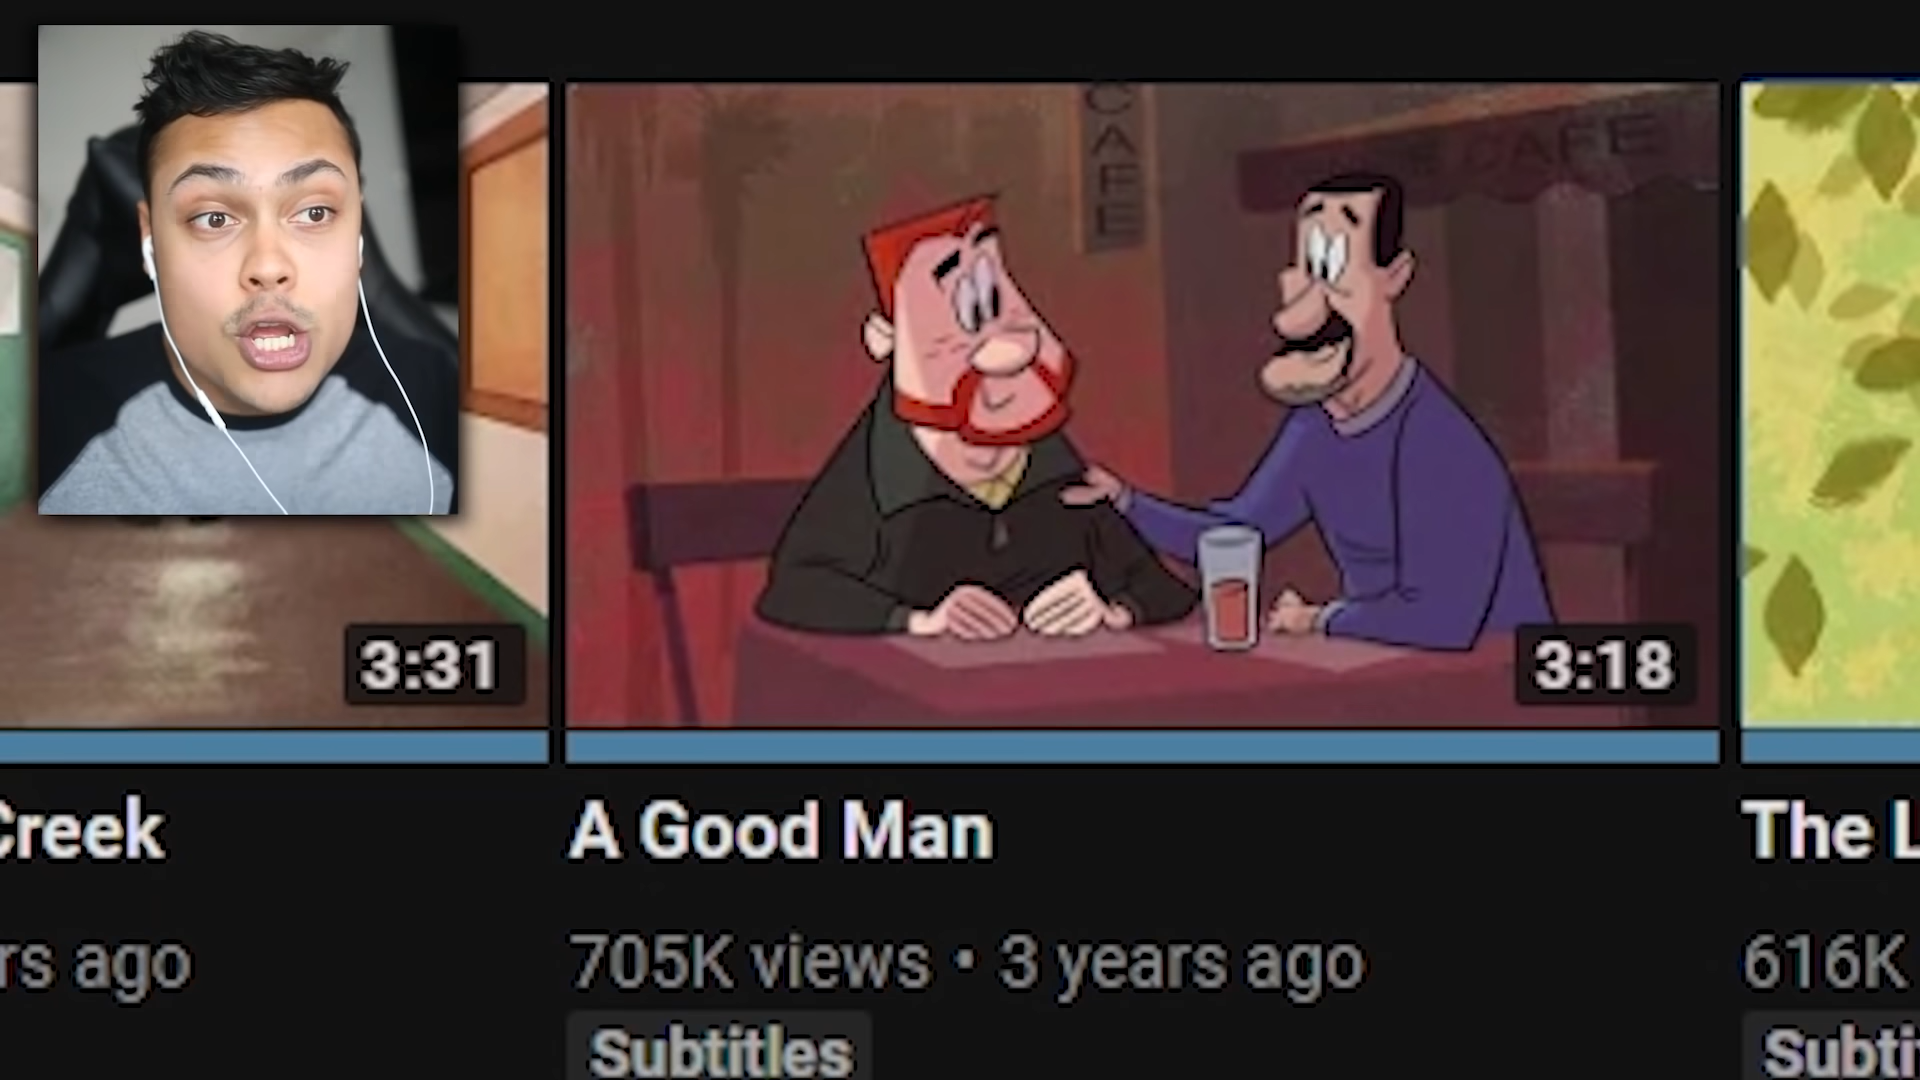 CAFE
CAFE
3:31
3:18
Creek
A Good Man
The L
rs ago
705K views • 3 years ago
616K
Subtitles
Subti